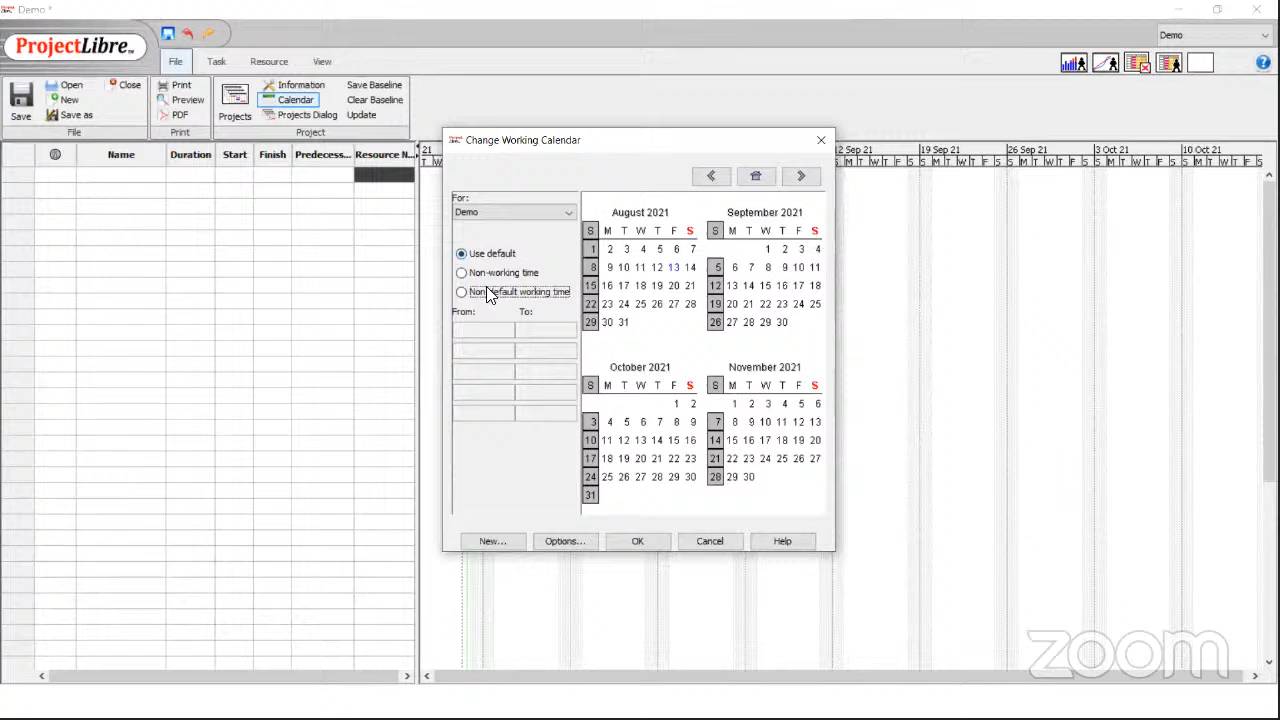 Demo *
ProjectLibre
File Task Resource View
Demo
Save
Open
New
Save as
Close
File
Print
Preview
PDF
Print
Projects
Information
Calendar
Projects Dialog
Save Baseline
Clear Baseline
Update
Project
Name Duration Start Finish Predecess... Resource N...
21
T W
12 Sep 21 19 Sep 21 26 Sep 21 3 Oct 21 10 Oct 21
S M T W T F S S M T W T F S S M T W T F S S M T W T F S S M T W T F S
Change Working Calendar
For:
Demo
Use default
Non-working time
Non-default working time
From: To:
August 2021
S M T W T F S
1 2 3 4 5 6 7
8 9 10 11 12 13 14
15 16 17 18 19 20 21
22 23 24 25 26 27 28
29 30 31
September 2021
S M T W T F S
1 2 3 4
5 6 7 8 9 10 11
12 13 14 15 16 17 18
19 20 21 22 23 24 25
26 27 28 29 30
October 2021
S M T W T F S
1 2
3 4 5 6 7 8 9
10 11 12 13 14 15 16
17 18 19 20 21 22 23
24 25 26 27 28 29 30
31
November 2021
S M T W T F S
1 2 3 4 5 6
7 8 9 10 11 12 13
14 15 16 17 18 19 20
21 22 23 24 25 26 27
28 29 30
New... Options... OK Cancel Help
zoom